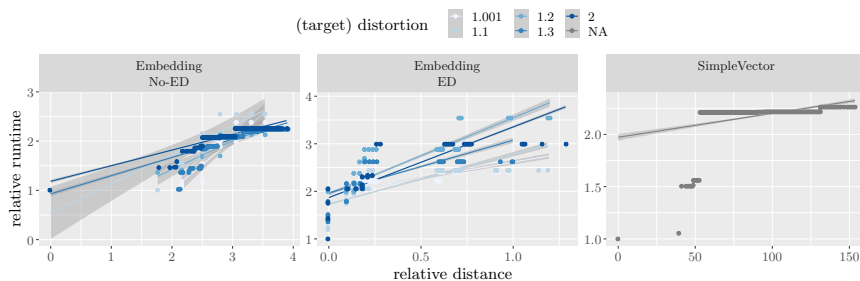 (target) distortion 1.001 1.2 2
1.1 1.3 NA
Embedding
No-ED
Embedding
ED
SimpleVector
relative runtime
3
2
1
0
0 1 2 3 4
4
3
2
1
0.0 0.5 1.0
2.0
1.5
1.0
0 50 100 150
relative distance